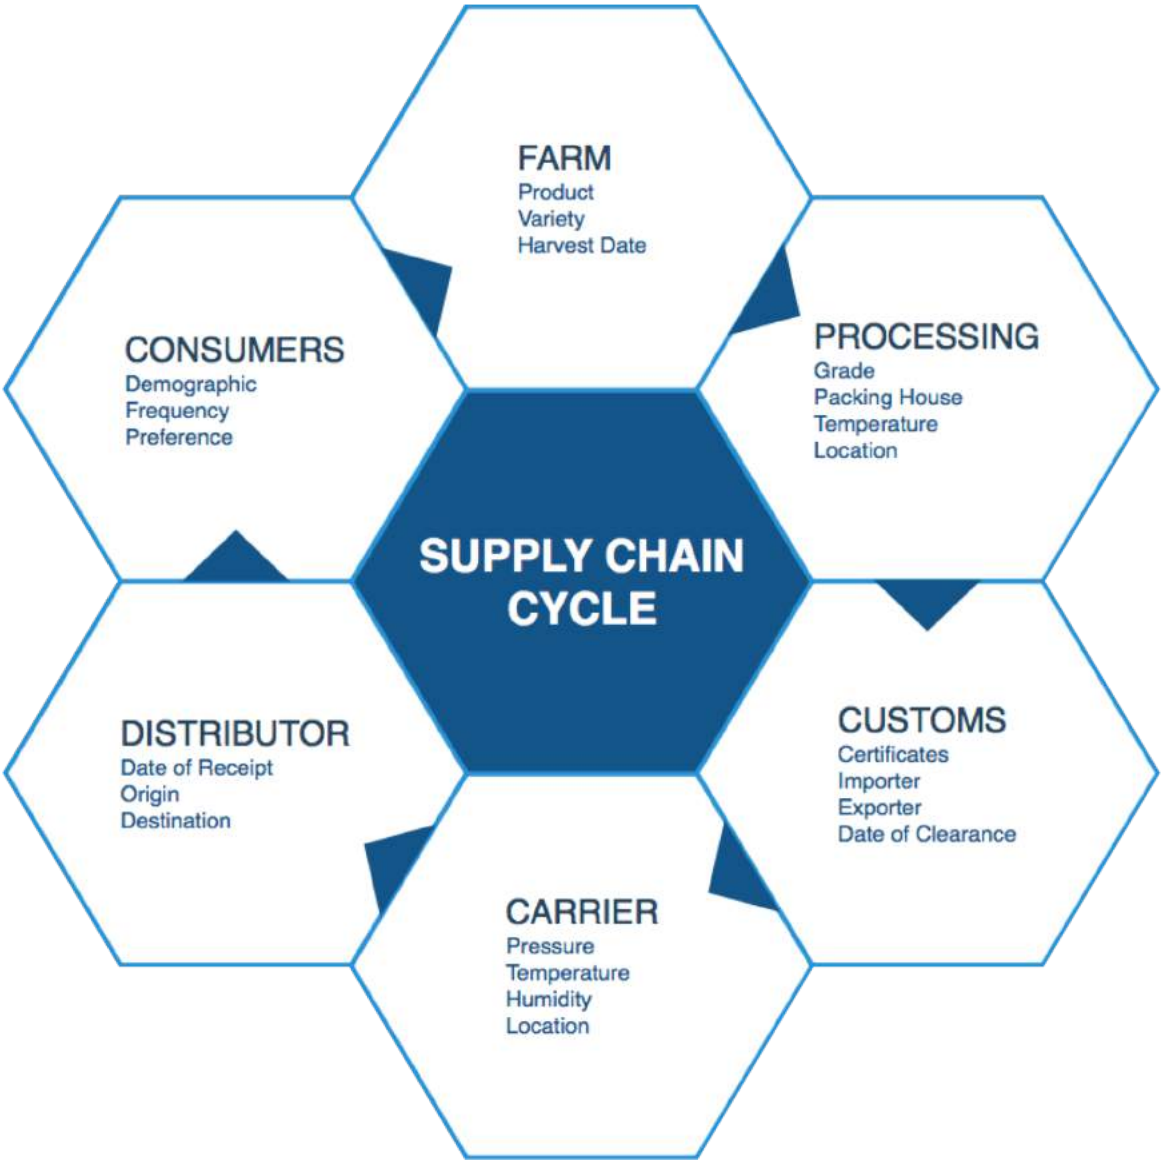 FARM
Product
Variety
Harvest Date
PROCESSING
Grade
Packing House
Temperature
Location
CUSTOMS
Certificates
Importer
Exporter
Date of Clearance
CARRIER
Pressure
Temperature
Humidity
Location
DISTRIBUTOR
Date of Receipt
Origin
Destination
CONSUMERS
Demographic
Frequency
Preference
SUPPLY CHAIN
CYCLE